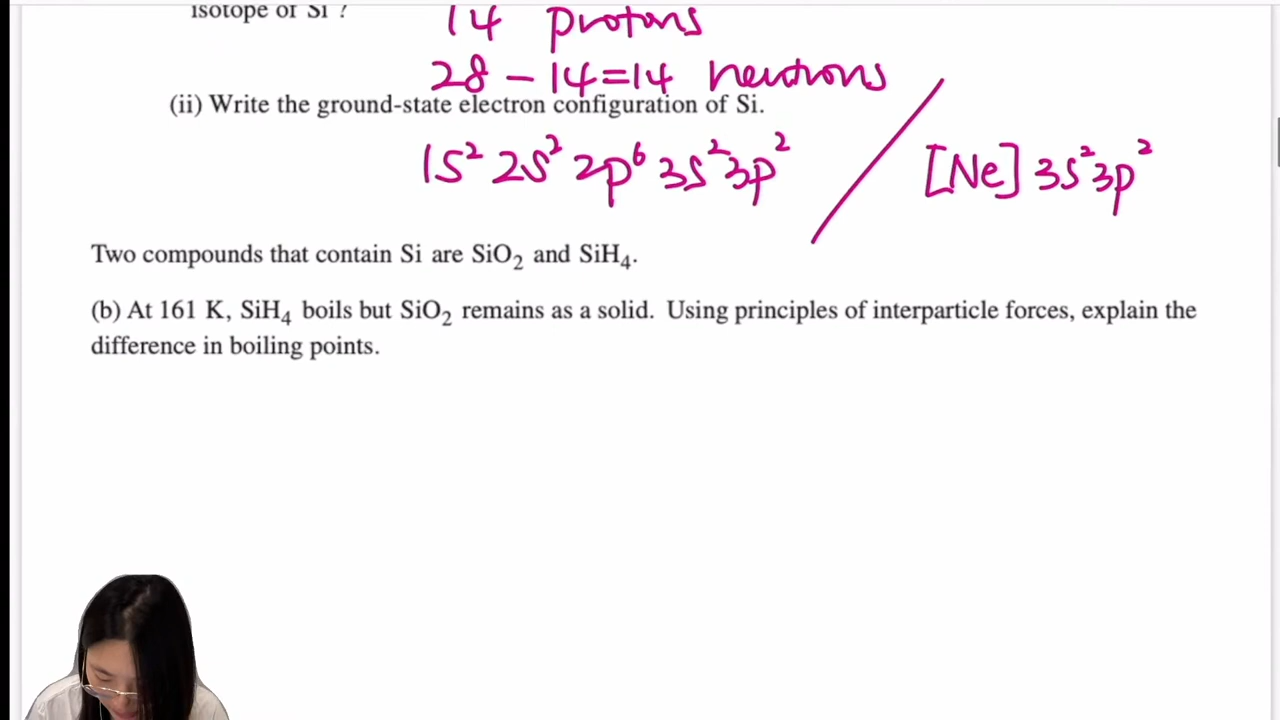 isotope of Si ?
14 protons
28 - 14 = 14 neutrons
(ii) Write the ground-state electron configuration of Si.
1S² 2S² 2p⁶ 3S² 3p² / [Ne] 3S² 3p²
Two compounds that contain Si are SiO₂ and SiH₄.
(b) At 161 K, SiH₄ boils but SiO₂ remains as a solid. Using principles of interparticle forces, explain the
difference in boiling points.